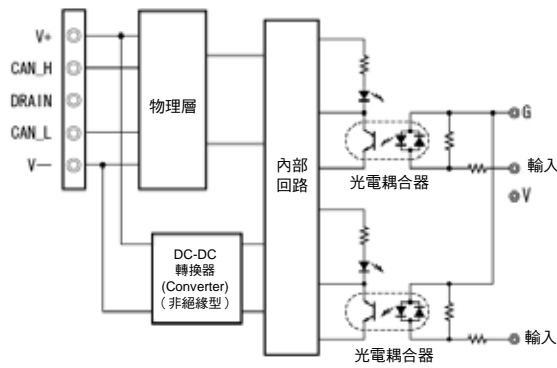 V+
CAN_H
DRAIN
CAN_L
V—
物理層
DC-DC
轉換器
(Converter)
(非絕緣型)
內部
回路
光電耦合器
G
輸入
V
光電耦合器
輸入